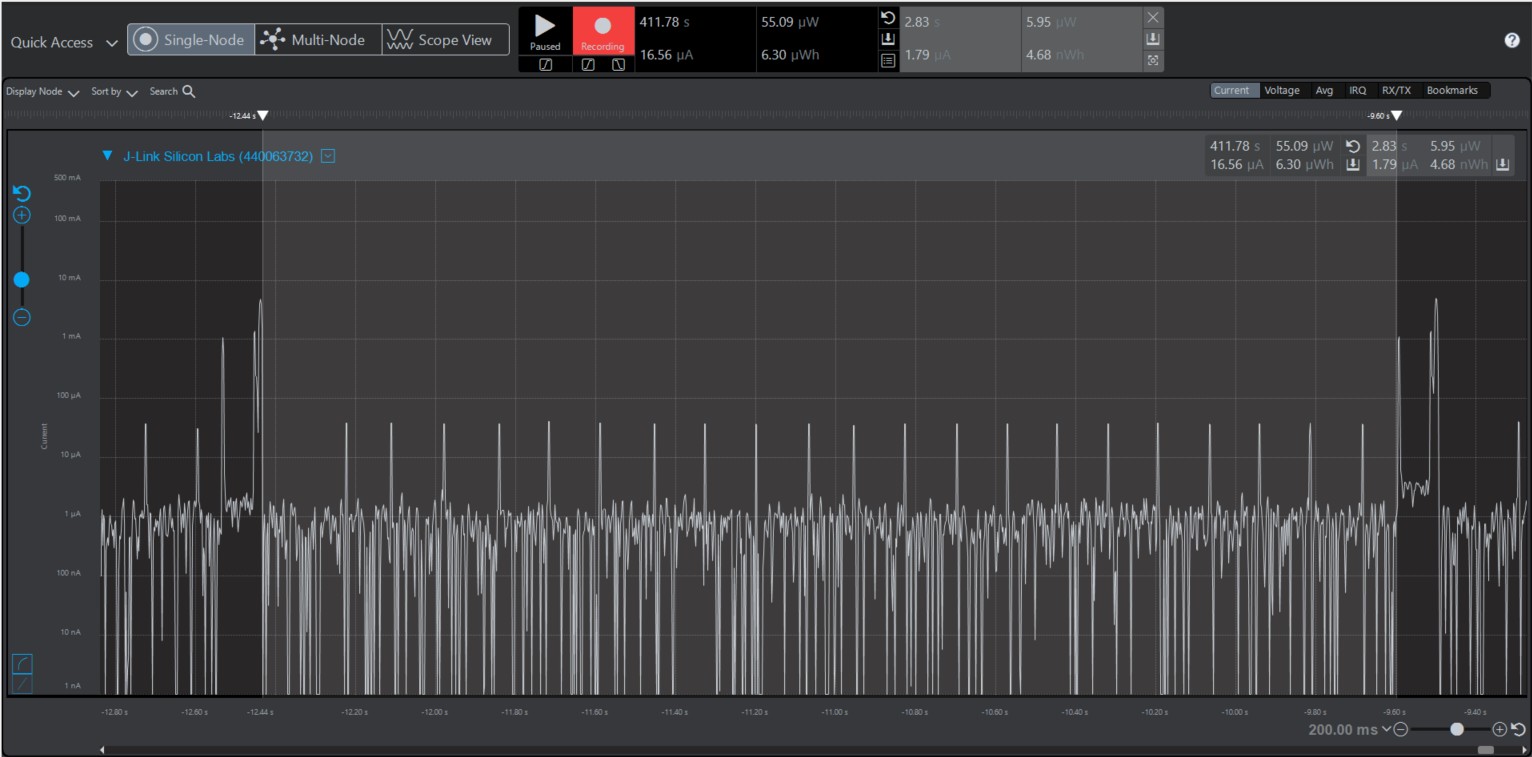 Quick Access
Single-Node
Multi-Node
Scope View
Paused
Recording
411.78 s
16.56 µA
55.09 µW
6.30 µWh
2.83 s
1.79 µA
5.95 µW
4.68 nWh
?
Display Node
Sort by
Search
Current
Voltage
Avg
IRQ
RX/TX
Bookmarks
-12.44 s
-9.60 s
J-Link Silicon Labs (440063732)
411.78 s 55.09 µW
16.56 µA 6.30 µWh
2.83 s 5.95 µW
1.79 µA 4.68 nWh
500 mA
100 mA
10 mA
1 mA
100 µA
10 µA
1 µA
100 nA
10 nA
1 nA
Current
-12.80 s -12.60 s -12.44 s -12.20 s -12.00 s -11.80 s -11.60 s -11.40 s -11.20 s -11.00 s -10.80 s -10.60 s -10.40 s -10.20 s -10.00 s -9.80 s -9.60 s -9.40 s
200.00 ms